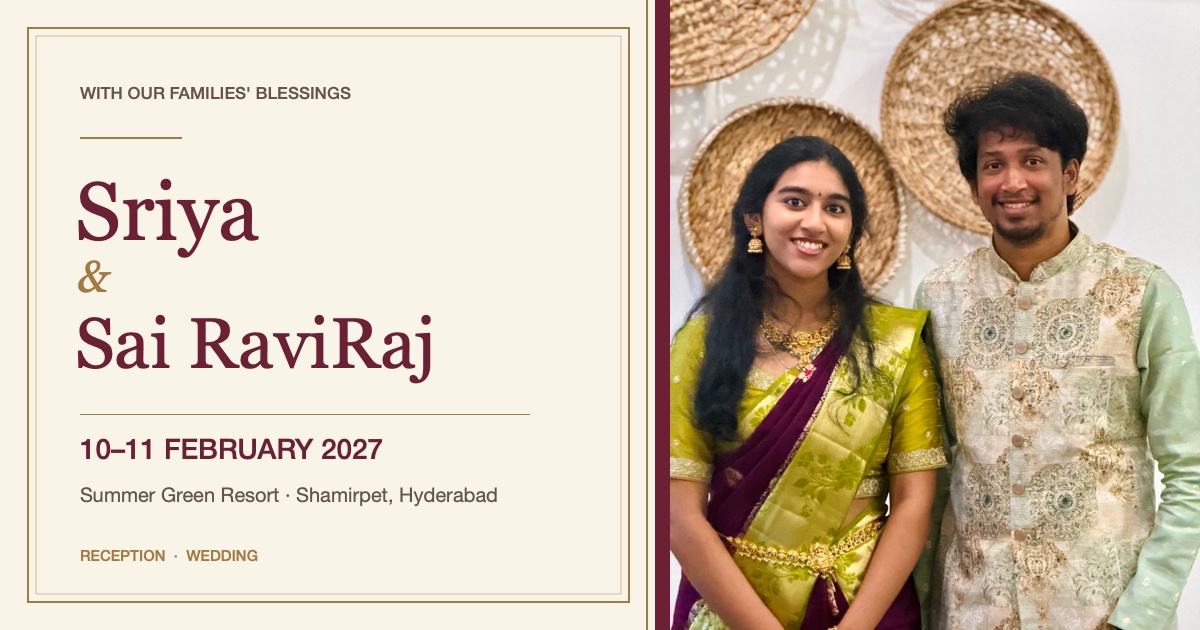 WITH OUR FAMILIES' BLESSINGS
Sriya
&
Sai RaviRaj
10–11 FEBRUARY 2027
Summer Green Resort · Shamirpet, Hyderabad
RECEPTION · WEDDING